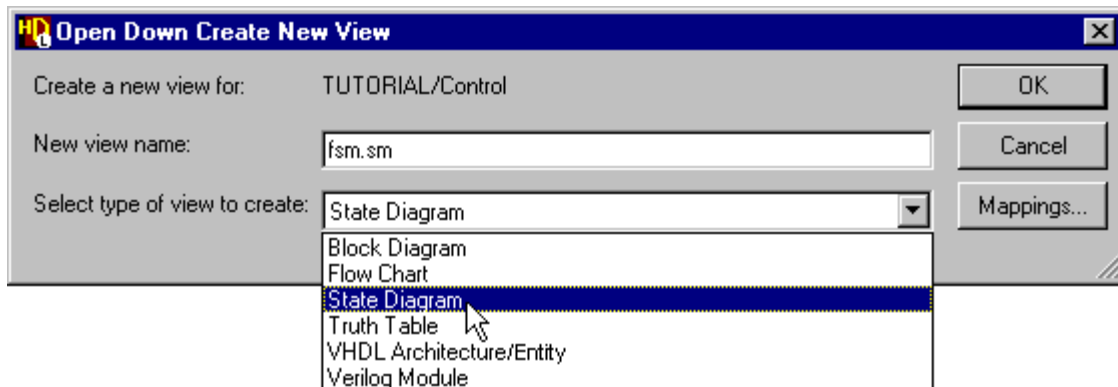 HDL Open Down Create New View
Create a new view for: TUTORIAL/Control OK
New view name: fsm.sm Cancel
Select type of view to create: State Diagram Mappings...
Block Diagram
Flow Chart
State Diagram
Truth Table
VHDL Architecture/Entity
Verilog Module